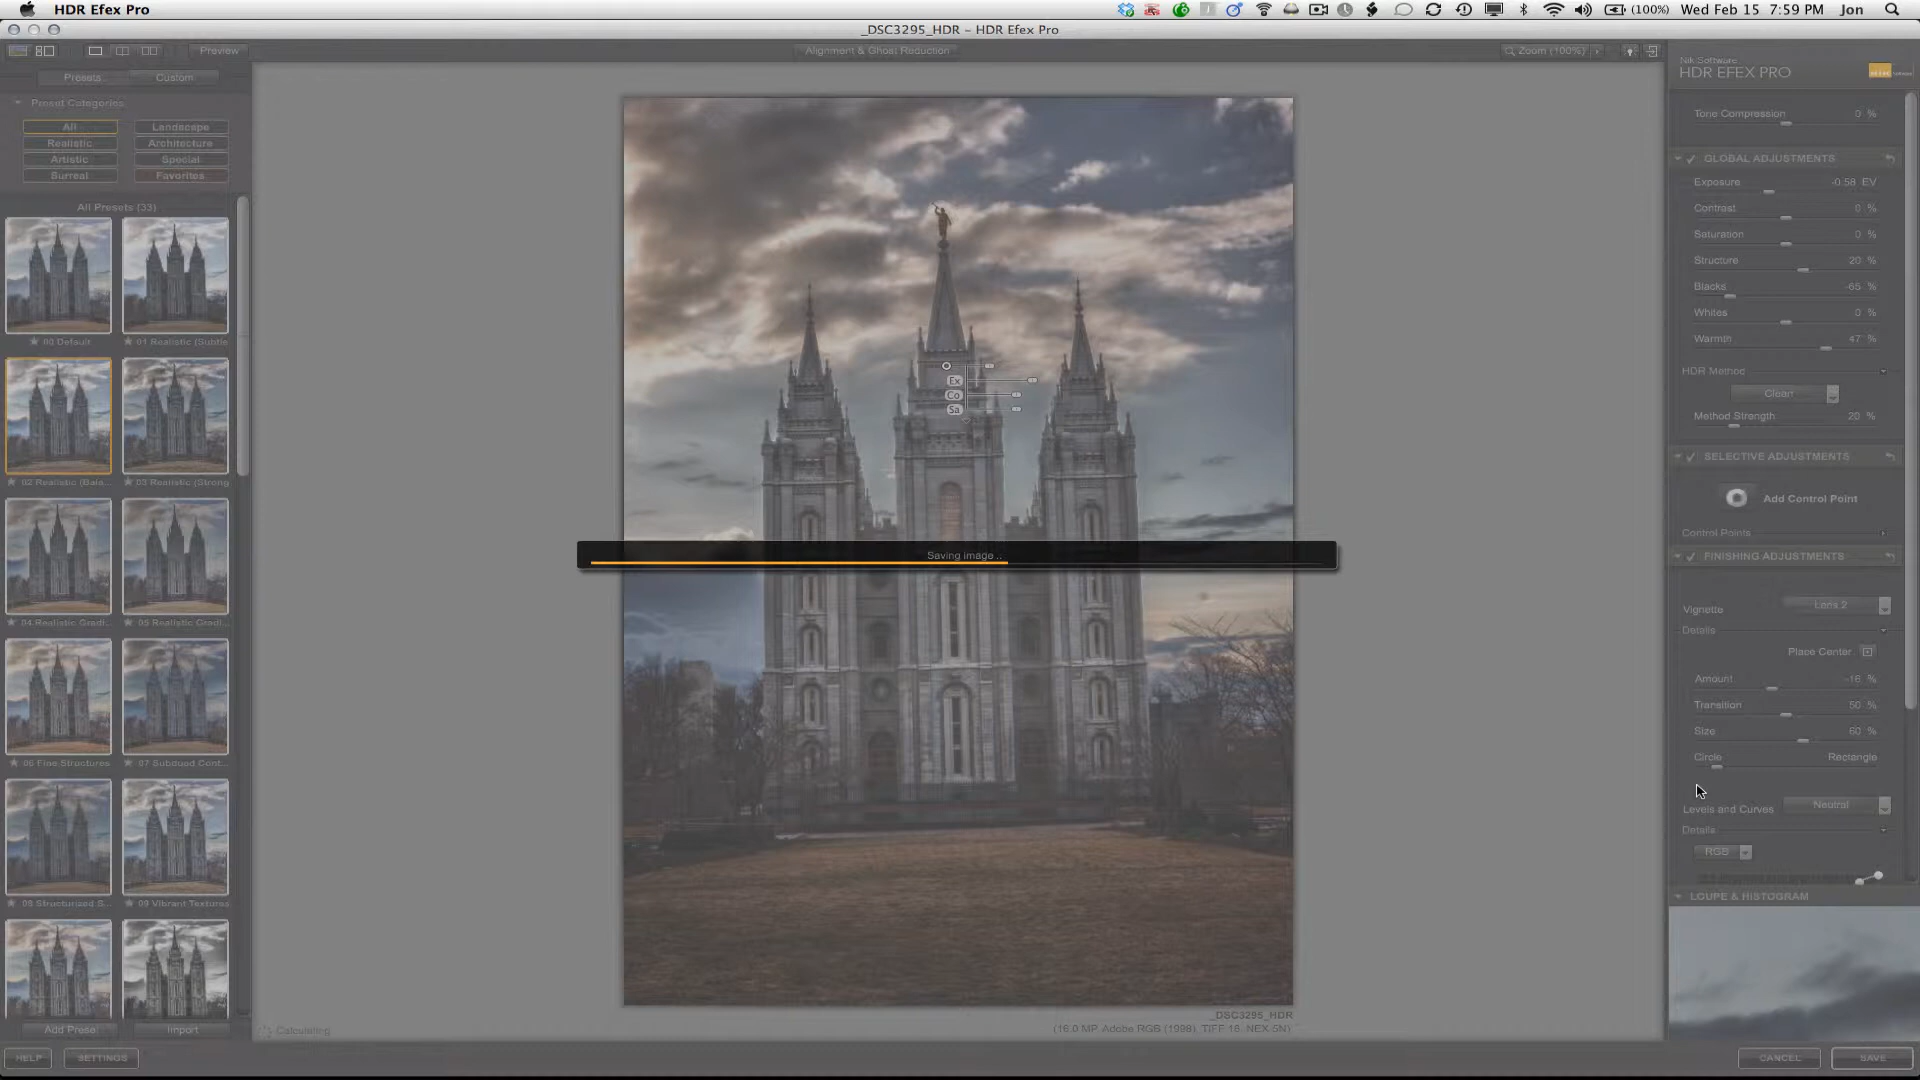 HDR Efex Pro
(100%) Wed Feb 15 7:59 PM Jon
_DSC3295_HDR – HDR Efex Pro
Preview
Alignment & Ghost Reduction
Zoom (100%)
Presets Custom
Preset Categories
All Landscape
Realistic Architecture
Artistic Special
Surreal Favorites
All Presets (33)
00 Default 01 Realistic (Subtle
02 Realistic (Bala... 03 Realistic (Strong
04 Realistic Gradi... 05 Realistic Gradi...
06 Fine Structures 07 Subdued Cont...
08 Structurized S... 09 Vibrant Textures
Add Preset Import
HELP SETTINGS
Ex
Co
Sa
Saving image ..
Calculating
_DSC3295_HDR
(16.0 MP, Adobe RGB (1998), TIFF 16, NEX-5N)
Nik Software
HDR EFEX PRO
Tone Compression 0 %
GLOBAL ADJUSTMENTS
Exposure -0.58 EV
Contrast 0 %
Saturation 0 %
Structure 20 %
Blacks -65 %
Whites 0 %
Warmth 47 %
HDR Method
Clean
Method Strength 20 %
SELECTIVE ADJUSTMENTS
Add Control Point
Control Points
FINISHING ADJUSTMENTS
Vignette Lens 2
Details
Place Center
Amount -16 %
Transition 50 %
Size 60 %
Circle Rectangle
Levels and Curves Neutral
Details
RGB
LOUPE & HISTOGRAM
CANCEL SAVE